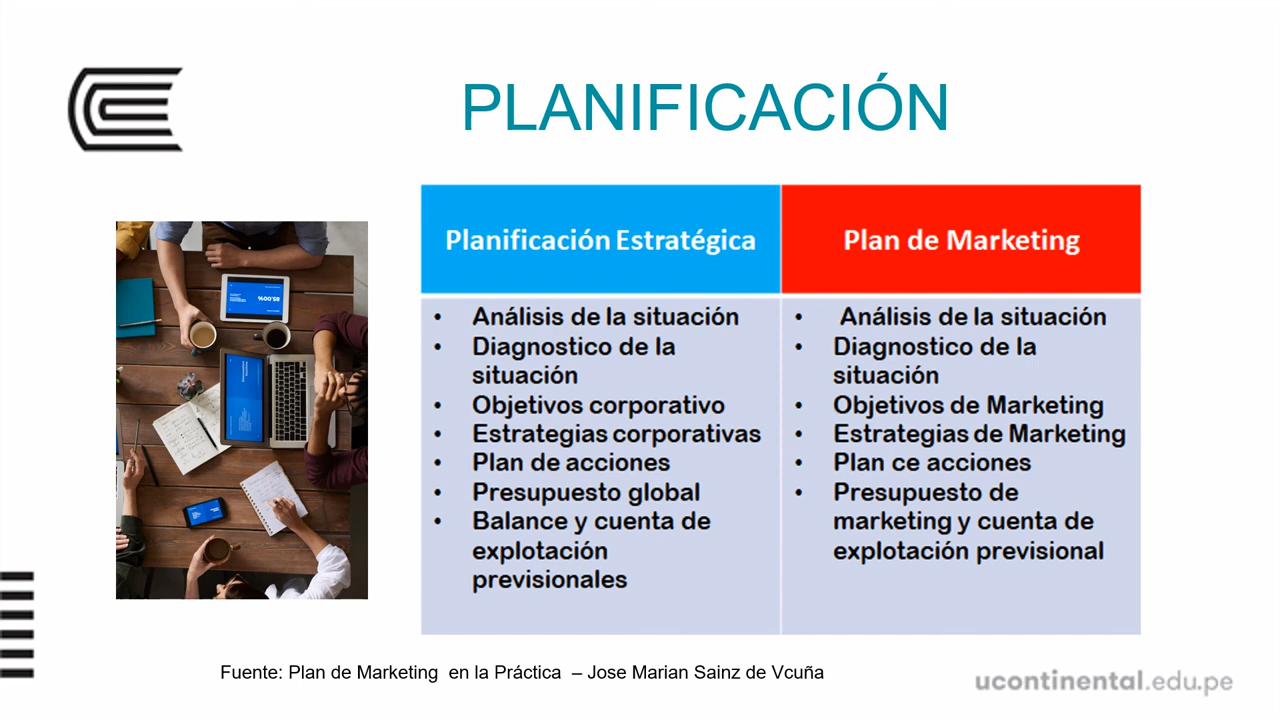 PLANIFICACIÓN
Planificación Estratégica
Plan de Marketing
• Análisis de la situación
• Diagnostico de la
situación
• Objetivos corporativo
• Estrategias corporativas
• Plan de acciones
• Presupuesto global
• Balance y cuenta de
explotación
previsionales
• Análisis de la situación
• Diagnostico de la
situación
• Objetivos de Marketing
• Estrategias de Marketing
• Plan ce acciones
• Presupuesto de
marketing y cuenta de
explotación previsional
85.00%
Fuente: Plan de Marketing en la Práctica – Jose Marian Sainz de Vcuña
ucontinental.edu.pe